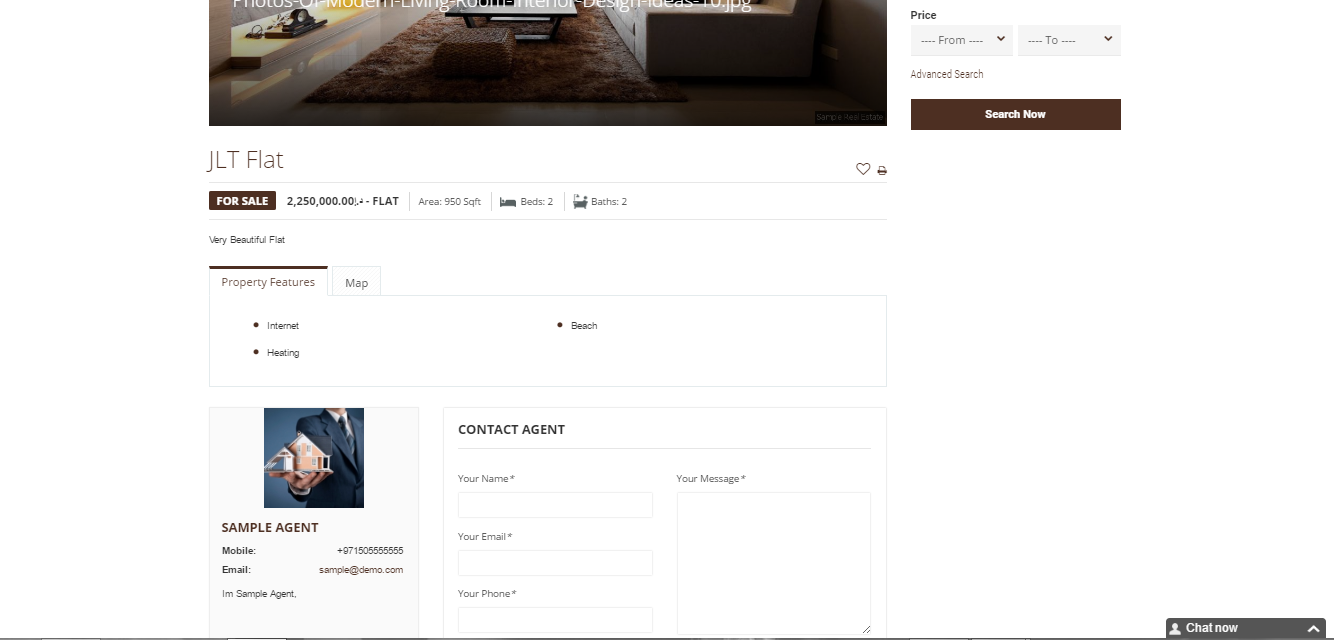 Photos-Of-Modern-Living-Room-Interior-Design-Ideas-10.jpg
Sample Real Estate
Price
---- From ----
---- To ----
Advanced Search
Search Now
JLT Flat
FOR SALE 2,250,000.00د.إ - FLAT Area: 950 Sqft Beds: 2 Baths: 2
Very Beautiful Flat
Property Features
Map
Internet
Beach
Heating
SAMPLE AGENT
Mobile: +971505555555
Email: sample@demo.com
Im Sample Agent,
CONTACT AGENT
Your Name*
Your Message*
Your Email*
Your Phone*
Chat now